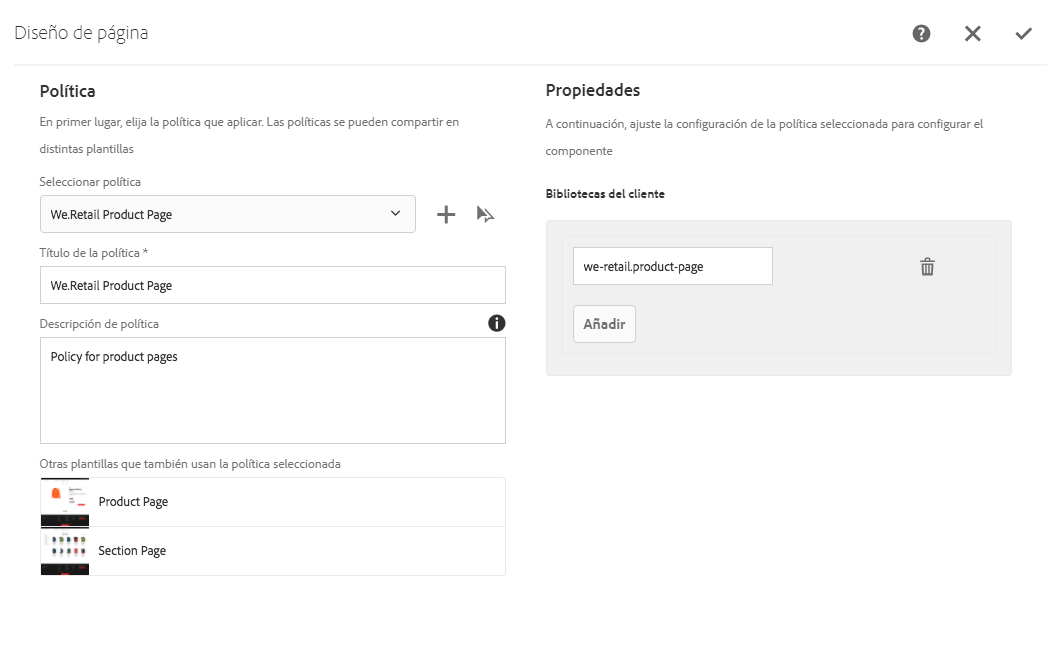 Diseño de página
Política
En primer lugar, elija la política que aplicar. Las políticas se pueden compartir en
distintas plantillas
Seleccionar política
We.Retail Product Page
Título de la política *
We.Retail Product Page
Descripción de política
Policy for product pages
Otras plantillas que también usan la política seleccionada
Product Page
Section Page
Propiedades
A continuación, ajuste la configuración de la política seleccionada para configurar el
componente
Bibliotecas del cliente
we-retail.product-page
Añadir